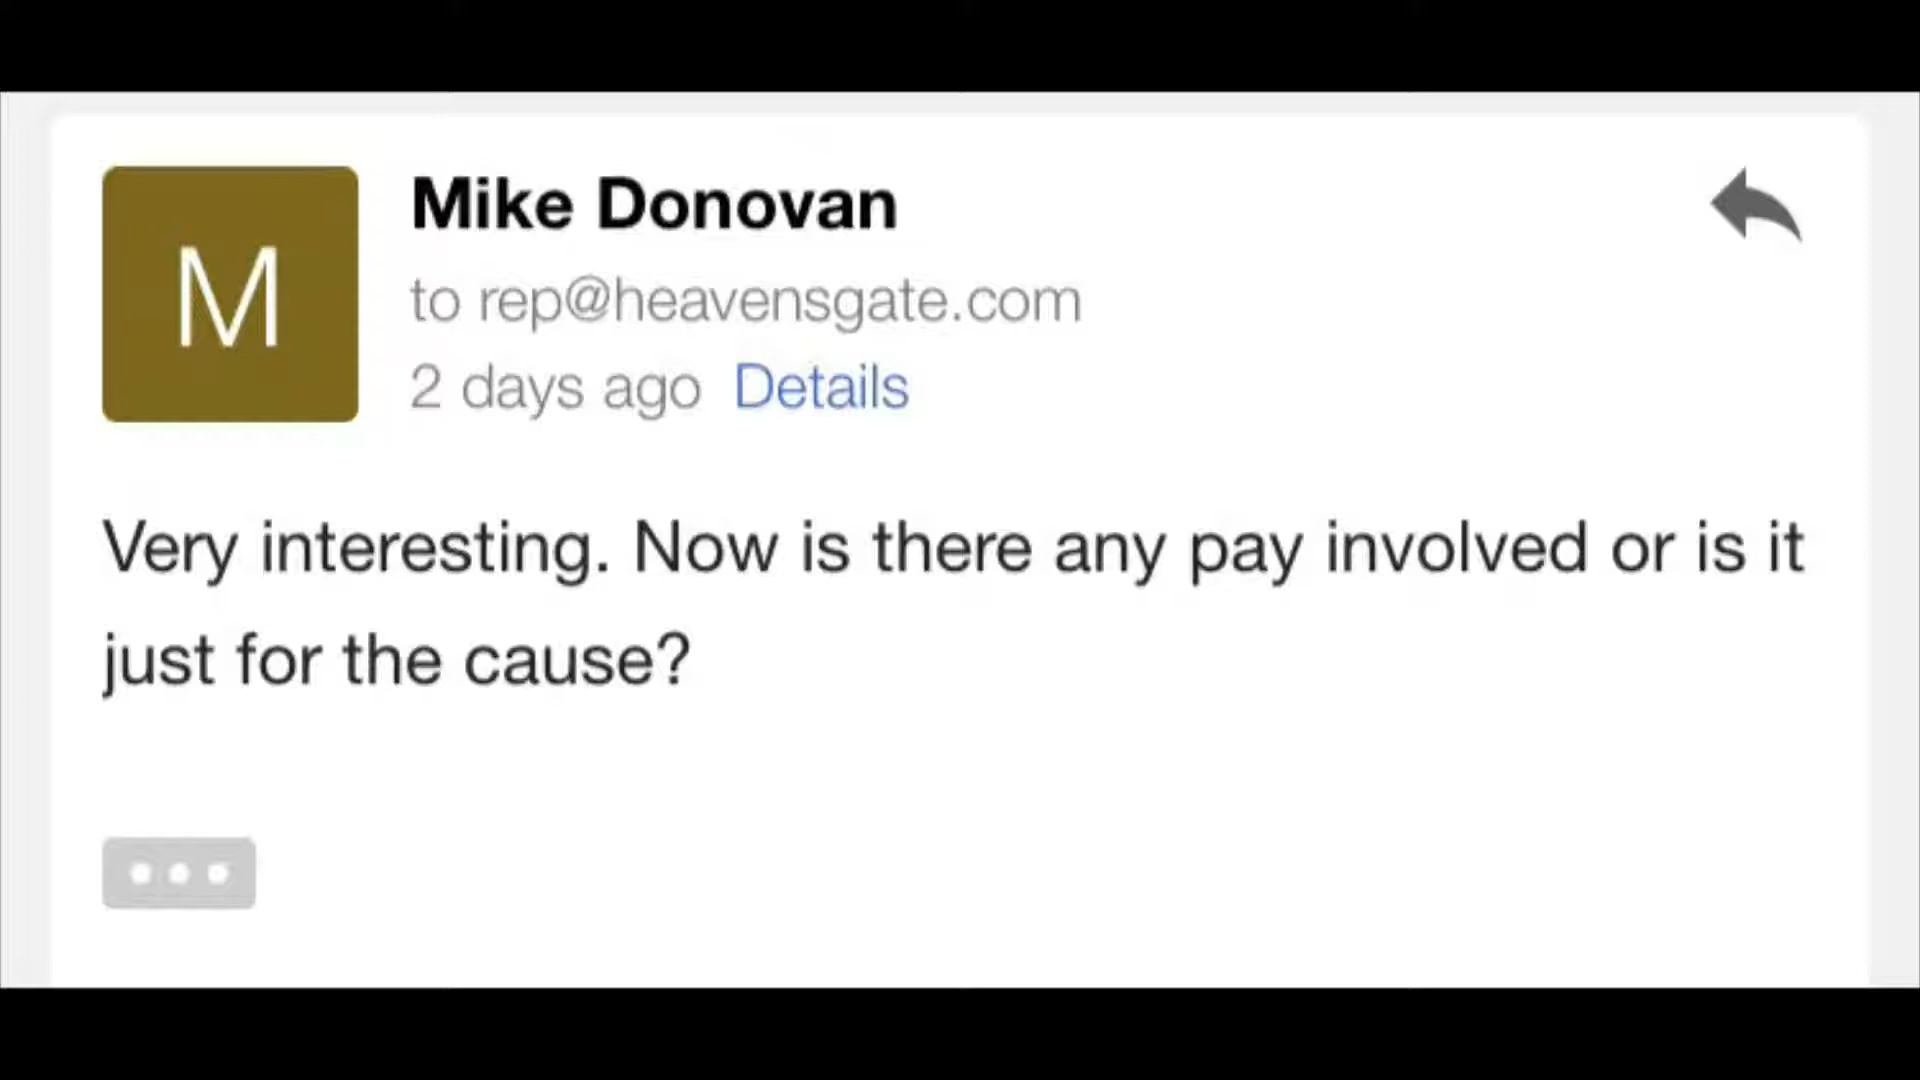 M
Mike Donovan
to rep@heavensgate.com
2 days ago Details
Very interesting. Now is there any pay involved or is it
just for the cause?